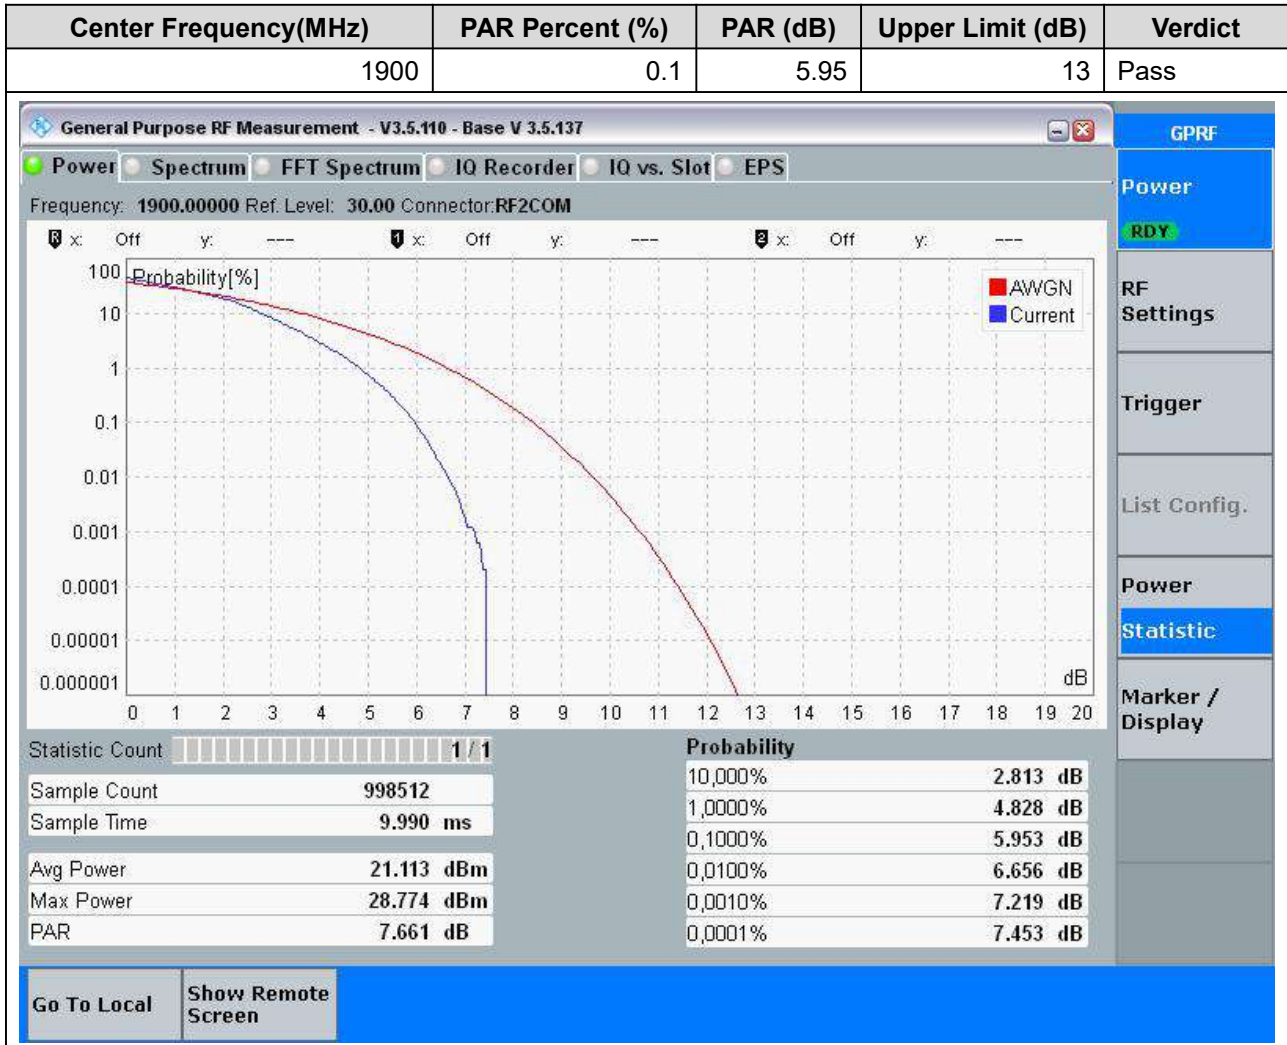 Center Frequency(MHz) PAR Percent (%) PAR (dB) Upper Limit (dB) Verdict
1900 0.1 5.95 13 Pass
General Purpose RF Measurement - V3.5.110 - Base V 3.5.137
GPRF
Power Spectrum FFT Spectrum IQ Recorder IQ vs. Slot EPS
Frequency: 1900.00000 Ref. Level: 30.00 Connector:RF2COM
R x: Off y: --- 1 x: Off y: --- 2 x: Off y: ---
Probability[%]
100
10
1
0.1
0.01
0.001
0.0001
0.00001
0.000001
AWGN
Current
dB
0 1 2 3 4 5 6 7 8 9 10 11 12 13 14 15 16 17 18 19 20
Statistic Count 1 / 1
Sample Count 998512
Sample Time 9.990 ms
Avg Power 21.113 dBm
Max Power 28.774 dBm
PAR 7.661 dB
Probability
10,000% 2.813 dB
1,0000% 4.828 dB
0,1000% 5.953 dB
0,0100% 6.656 dB
0,0010% 7.219 dB
0,0001% 7.453 dB
Power
RDY
RF
Settings
Trigger
List Config.
Power
Statistic
Marker /
Display
Go To Local
Show Remote
Screen